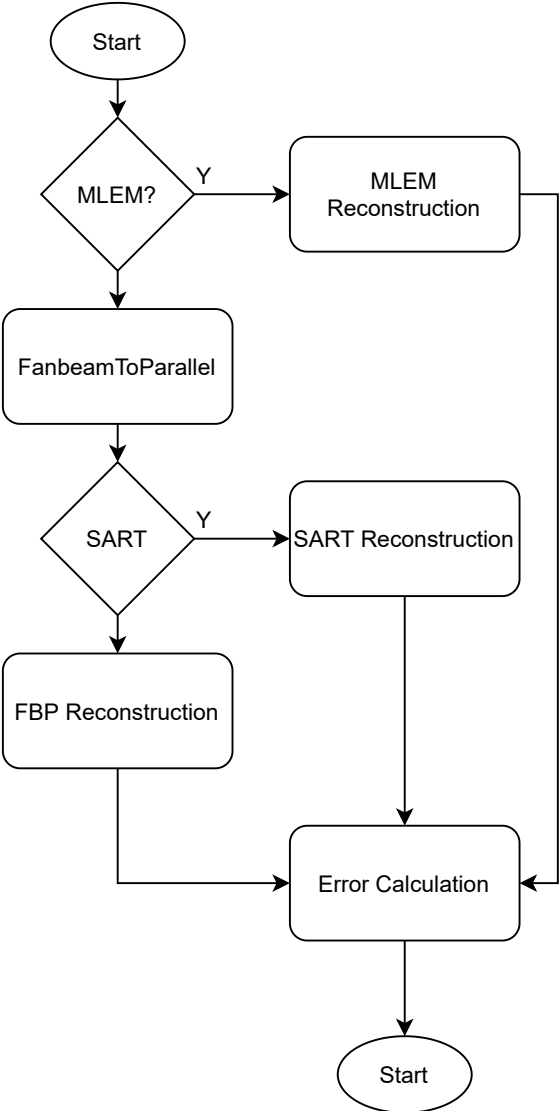 Start
MLEM?
Y
MLEM
Reconstruction
FanbeamToParallel
SART
Y
SART Reconstruction
FBP Reconstruction
Error Calculation
Start